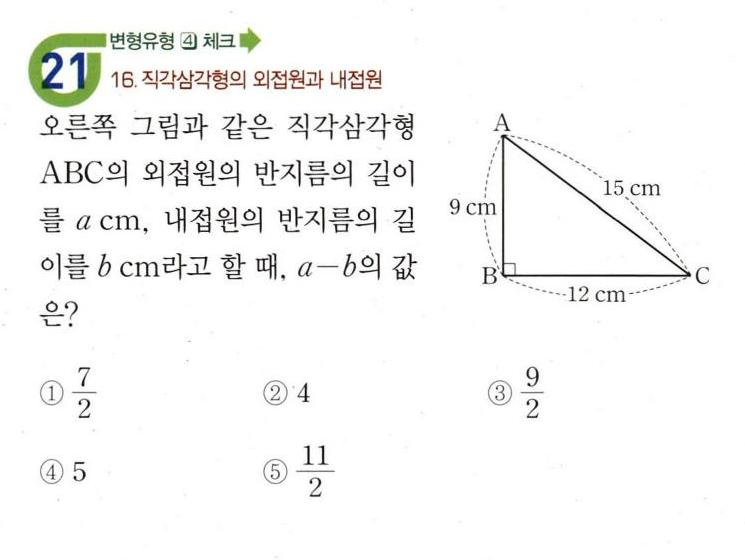 변형유형 ④ 체크
21
16. 직각삼각형의 외접원과 내접원
오른쪽 그림과 같은 직각삼각형
ABC의 외접원의 반지름의 길이
를 a cm, 내접원의 반지름의 길
이를 b cm라고 할 때, a-b의 값
은?
A
15 cm
9 cm
B
C
12 cm
① 7/2
② 4
③ 9/2
④ 5
⑤ 11/2